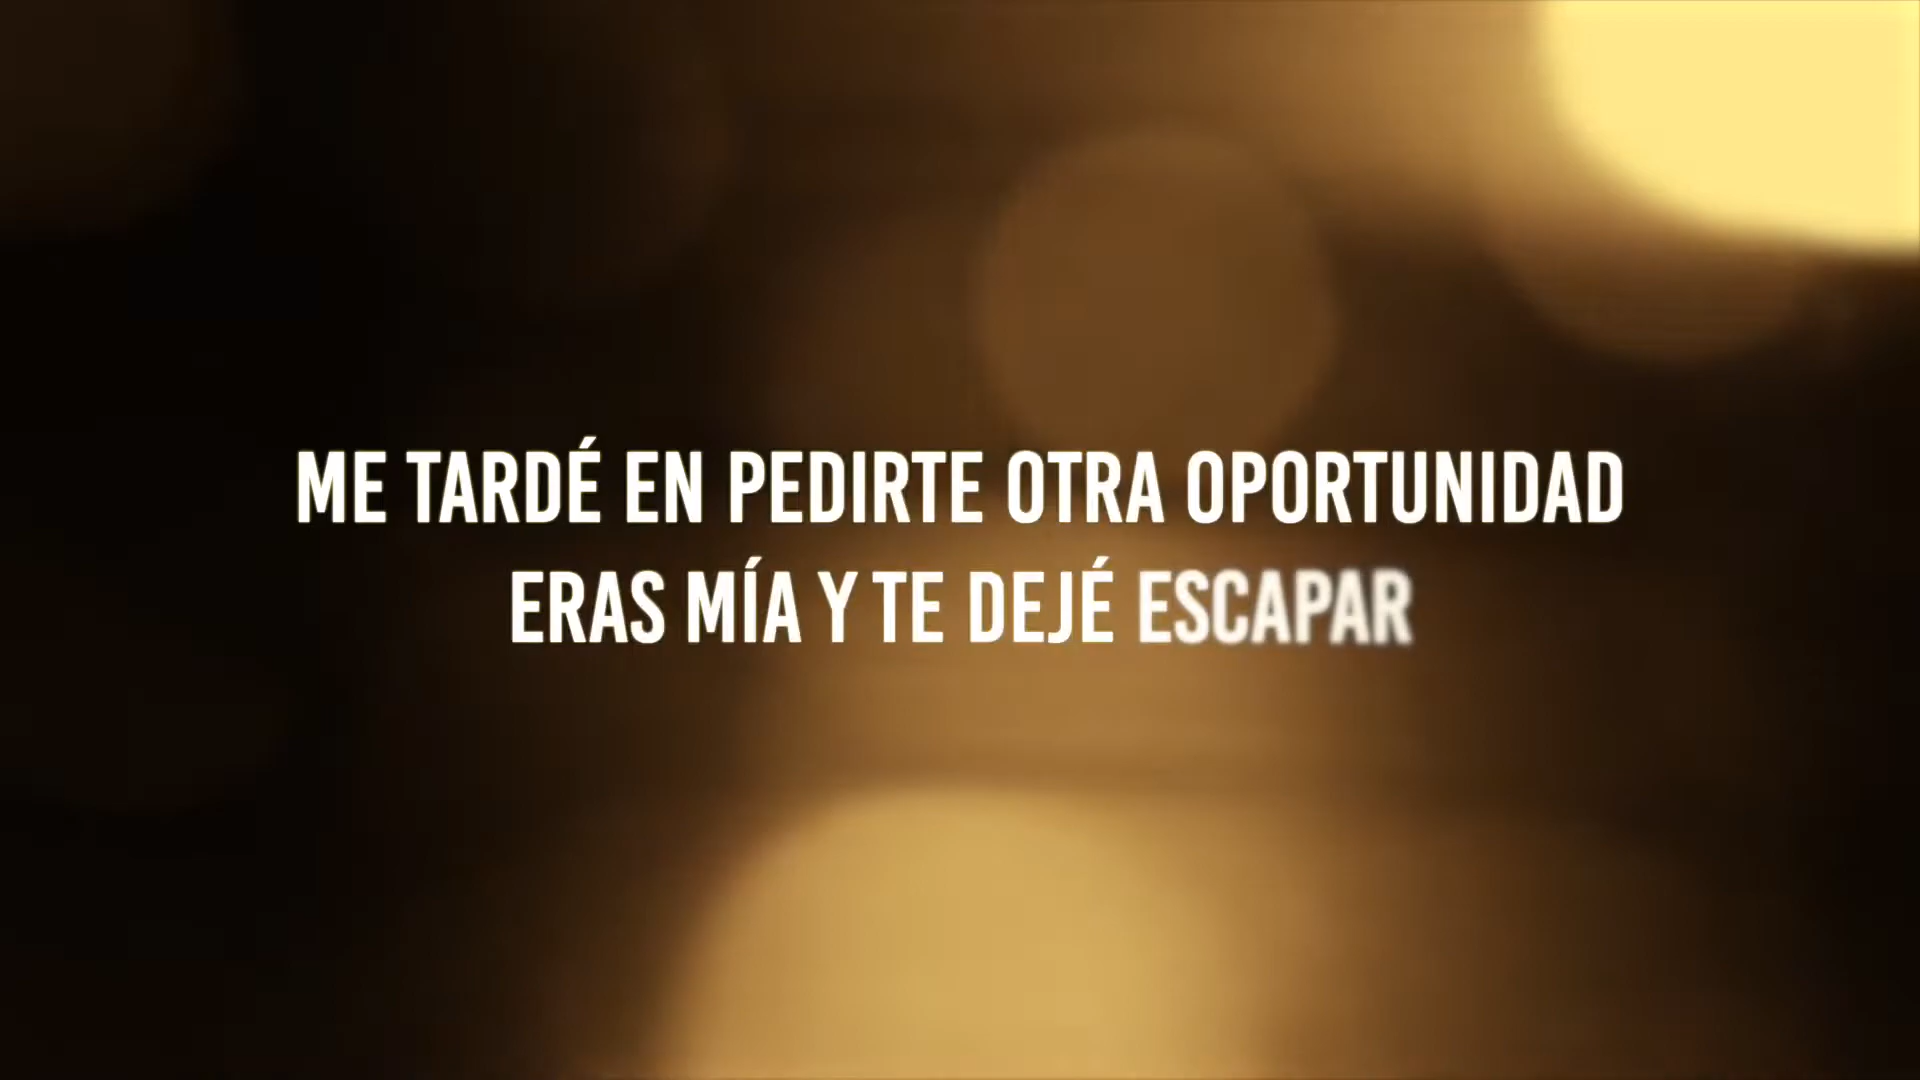 ME TARDÉ EN PEDIRTE OTRA OPORTUNIDAD
ERAS MÍA Y TE DEJÉ ESCAPAR